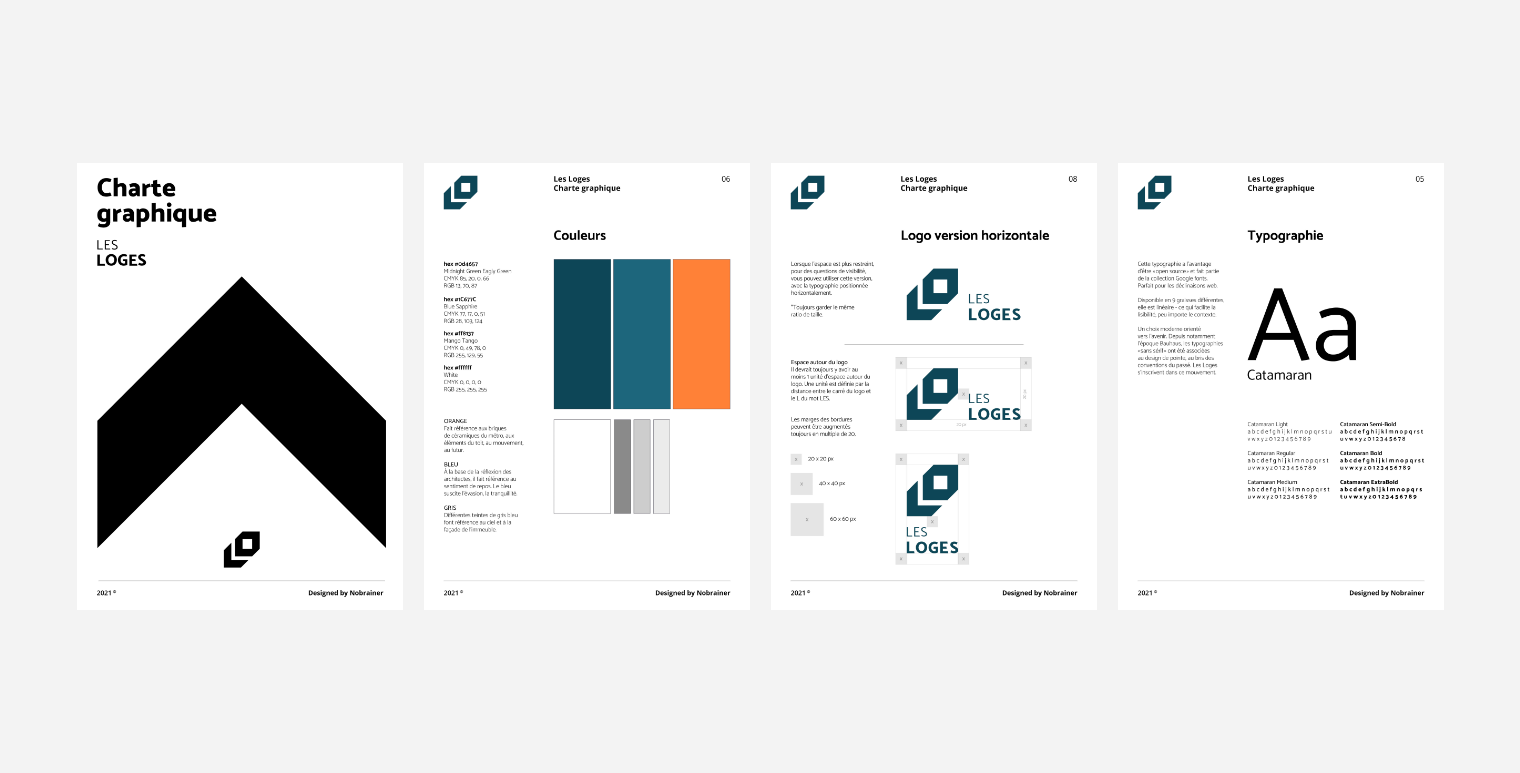 Charte
graphique
LES
LOGES
2021 ©
Designed by Nobrainer
Les Loges
Charte graphique
06
Couleurs
hex #0d4657
Midnight Green Eagly Green
CMYK 85, 20, 0, 66
RGB 13, 70, 87
hex #1C677C
Blue Sapphire
CMYK 77, 17, 0, 51
RGB 28, 103, 124
hex #ff8137
Mango Tango
CMYK 0, 49, 78, 0
RGB 255, 129, 55
hex #ffffff
White
CMYK 0, 0, 0, 0
RGB 255, 255, 255
ORANGE
Fait référence aux briques
de céramiques du métro, aux
éléments du toit, au mouvement,
au futur.
BLEU
À la base de la réflexion des
architectes, il fait référence au
sentiment de repos. Le bleu
suscite l'évasion, la tranquillité.
GRIS
Différentes teintes de gris bleu
font référence au ciel et à la
façade de l'immeuble.
2021 ©
Designed by Nobrainer
Les Loges
Charte graphique
08
Logo version horizontale
Lorsque l'espace est plus restreint,
pour des questions de visibilité,
vous pouvez utiliser cette version,
avec la typographie positionnée
horizontalement.
*Toujours garder le même
ratio de taille.
LES
LOGES
Espace autour du logo
Il devrait toujours y avoir au
moins 1 unité d'espace autour du
logo. Une unité est définie par la
distance entre le carré du logo et
le L du mot LES.
Les marges des bordures
peuvent être augmentés
toujours en multiple de 20.
x
x
x
LES
LOGES
x
x
20 x 20 px
40 x 40 px
60 x 60 px
x
x
x
x
x
x
LES
LOGES
x
x
2021 ©
Designed by Nobrainer
Les Loges
Charte graphique
05
Typographie
Cette typographie a l'avantage
d'être «open source» et fait partie
de la collection Google fonts.
Parfait pour les déclinaisons web.
Disponible en 9 graisses différentes,
elle est linéaire - ce qui facilite la
lisibilité, peu importe le contexte.
Un choix moderne orienté
vers l'avenir. Depuis notamment
l'époque Bauhaus, les typographies
«sans sérif» ont été associées
au design de pointe, au bris des
conventions du passé. Les Loges
s'inscrivent dans ce mouvement.
Aa
Catamaran
Catamaran Light
a b c d e f g h i j k l m n o p q r s t u
v w x y z 0 1 2 3 4 5 6 7 8 9
Catamaran Regular
a b c d e f g h i j k l m n o p q r s t
u v w x y z 0 1 2 3 4 5 6 7 8 9
Catamaran Medium
a b c d e f g h i j k l m n o p q r s t
u v w x y z 0 1 2 3 4 5 6 7 8 9
Catamaran Semi-Bold
a b c d e f g h i j k l m n o p q r s t
u v w x y z 0 1 2 3 4 5 6 7 8
Catamaran Bold
a b c d e f g h i j k l m n o p q r s t
u v w x y z 0 1 2 3 4 5 6 7 8 9
Catamaran ExtraBold
a b c d e f g h i j k l m n o p q r s
t u v w x y z 0 1 2 3 4 5 6 7 8 9
2021 ©
Designed by Nobrainer